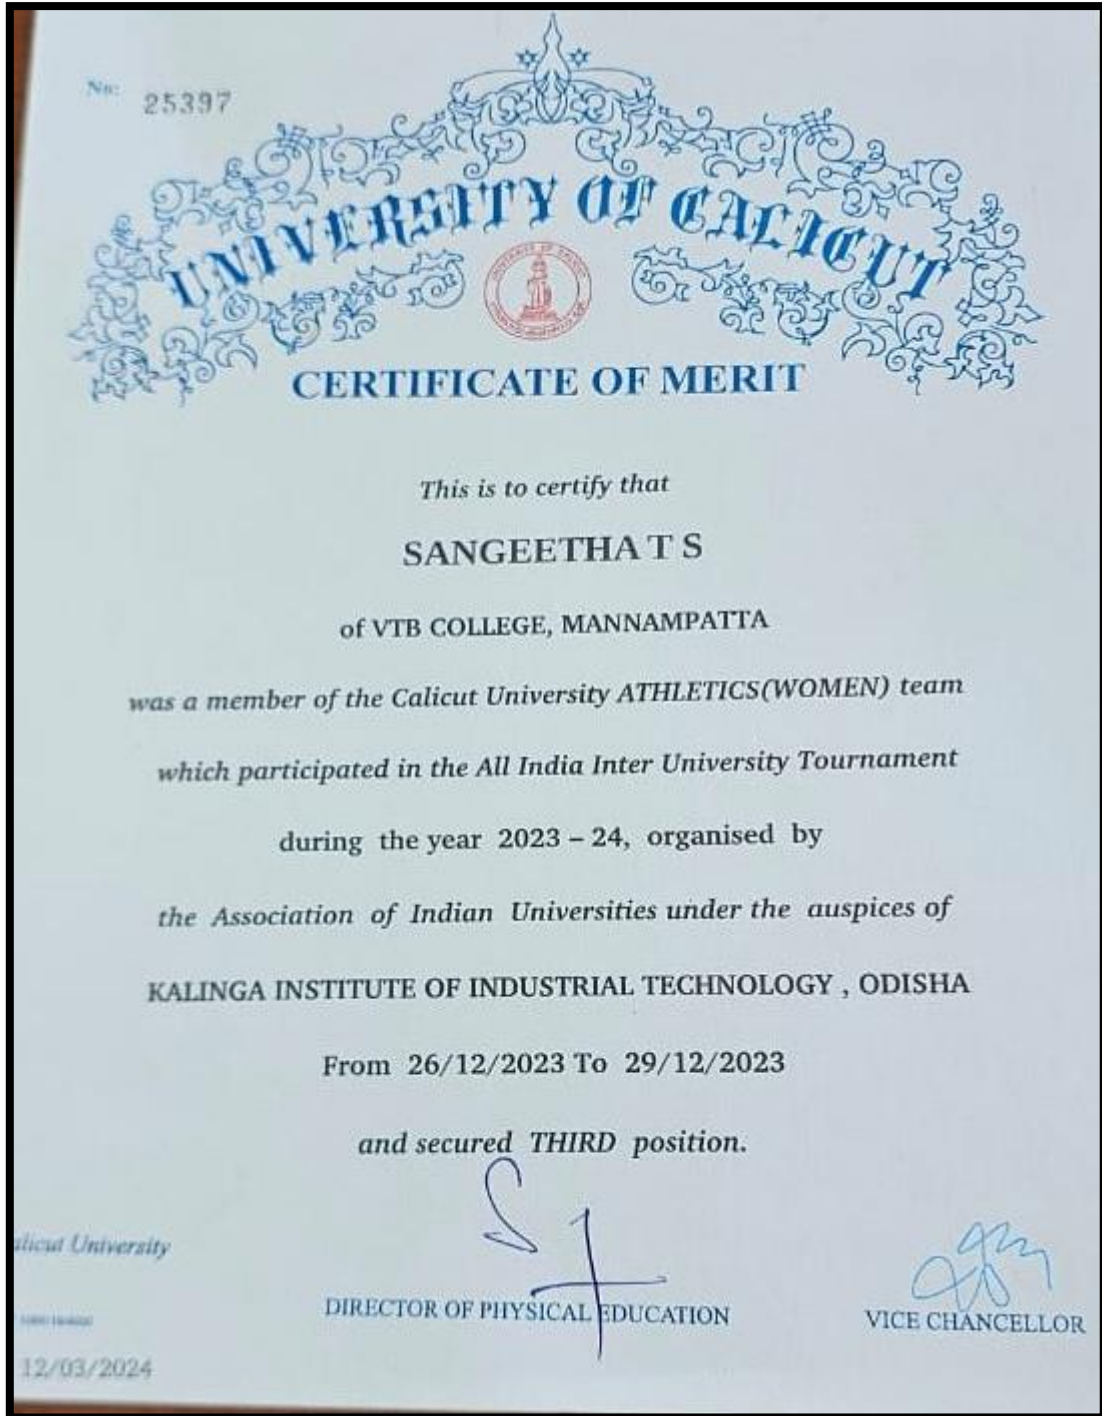 No: 25397
UNIVERSITY OF CALICUT
CERTIFICATE OF MERIT
This is to certify that
SANGEETHA T S
of VTB COLLEGE, MANNAMPATTA
was a member of the Calicut University ATHLETICS(WOMEN) team
which participated in the All India Inter University Tournament
during the year 2023 – 24, organised by
the Association of Indian Universities under the auspices of
KALINGA INSTITUTE OF INDUSTRIAL TECHNOLOGY , ODISHA
From 26/12/2023 To 29/12/2023
and secured THIRD position.
alicut University
DIRECTOR OF PHYSICAL EDUCATION
VICE CHANCELLOR
12/03/2024